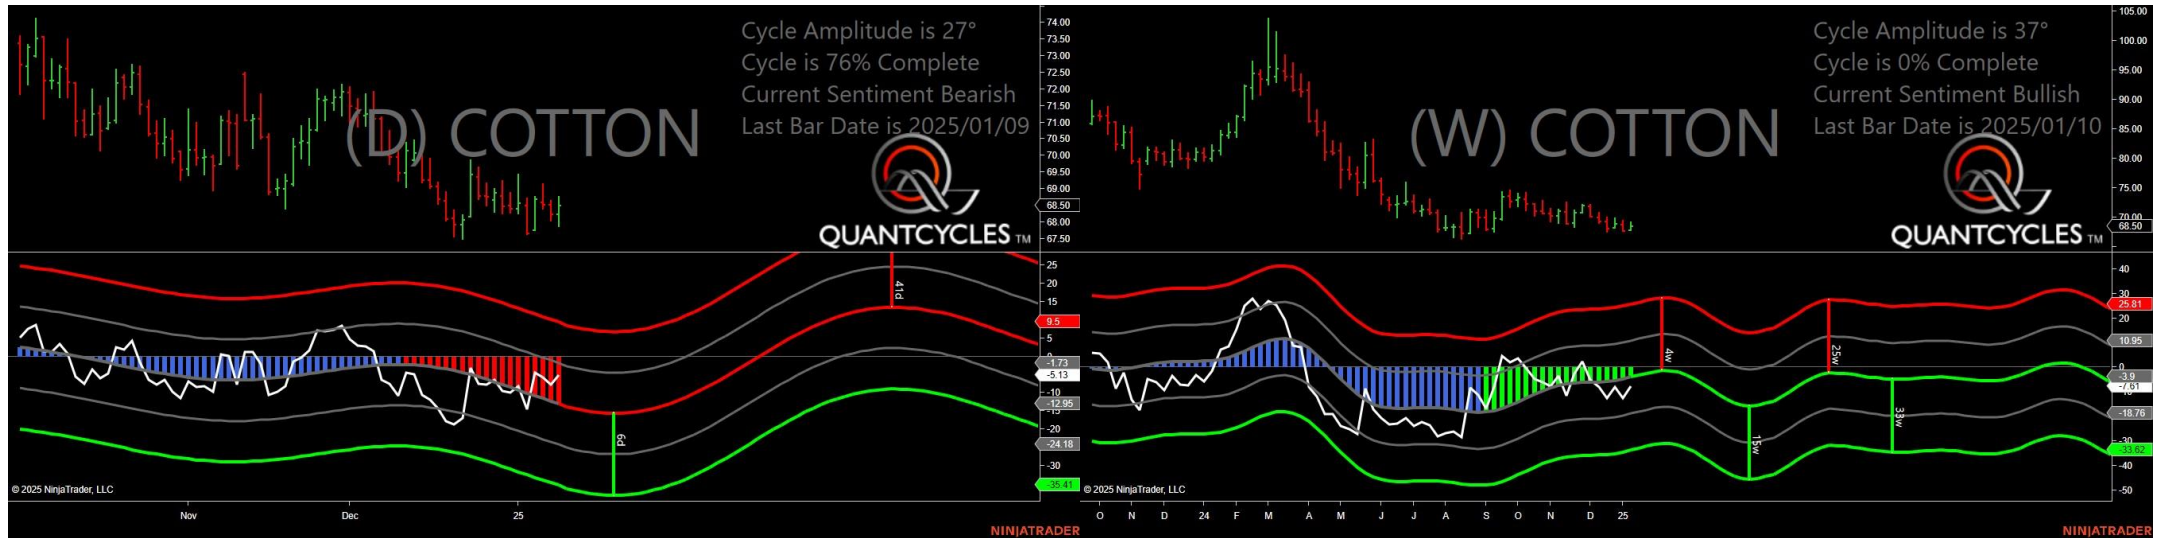 Cycle Amplitude is 27°
Cycle is 76% Complete
Current Sentiment Bearish
Last Bar Date is 2025/01/09
(D) COTTON
QUANTCYCLES TM
74.00
73.50
73.00
72.50
72.00
71.50
71.00
70.50
70.00
69.50
69.00
68.50
68.00
67.50
25
20
15
9.5
5
-1.73
-5.13
-10
-12.95
-20
-24.18
-30
-35.41
41d
6d
© 2025 NinjaTrader, LLC
Nov
Dec
25
NINJATRADER
Cycle Amplitude is 37°
Cycle is 0% Complete
Current Sentiment Bullish
Last Bar Date is 2025/01/10
(W) COTTON
QUANTCYCLES TM
105.00
100.00
95.00
90.00
85.00
80.00
75.00
70.00
68.50
40
30
25.81
20
10.95
0
-3.9
-7.61
-18.76
-30
-33.62
-40
-50
4w
25w
15w
33w
© 2025 NinjaTrader, LLC
O N D 24 F M A M J J A S O N D 25
NINJATRADER